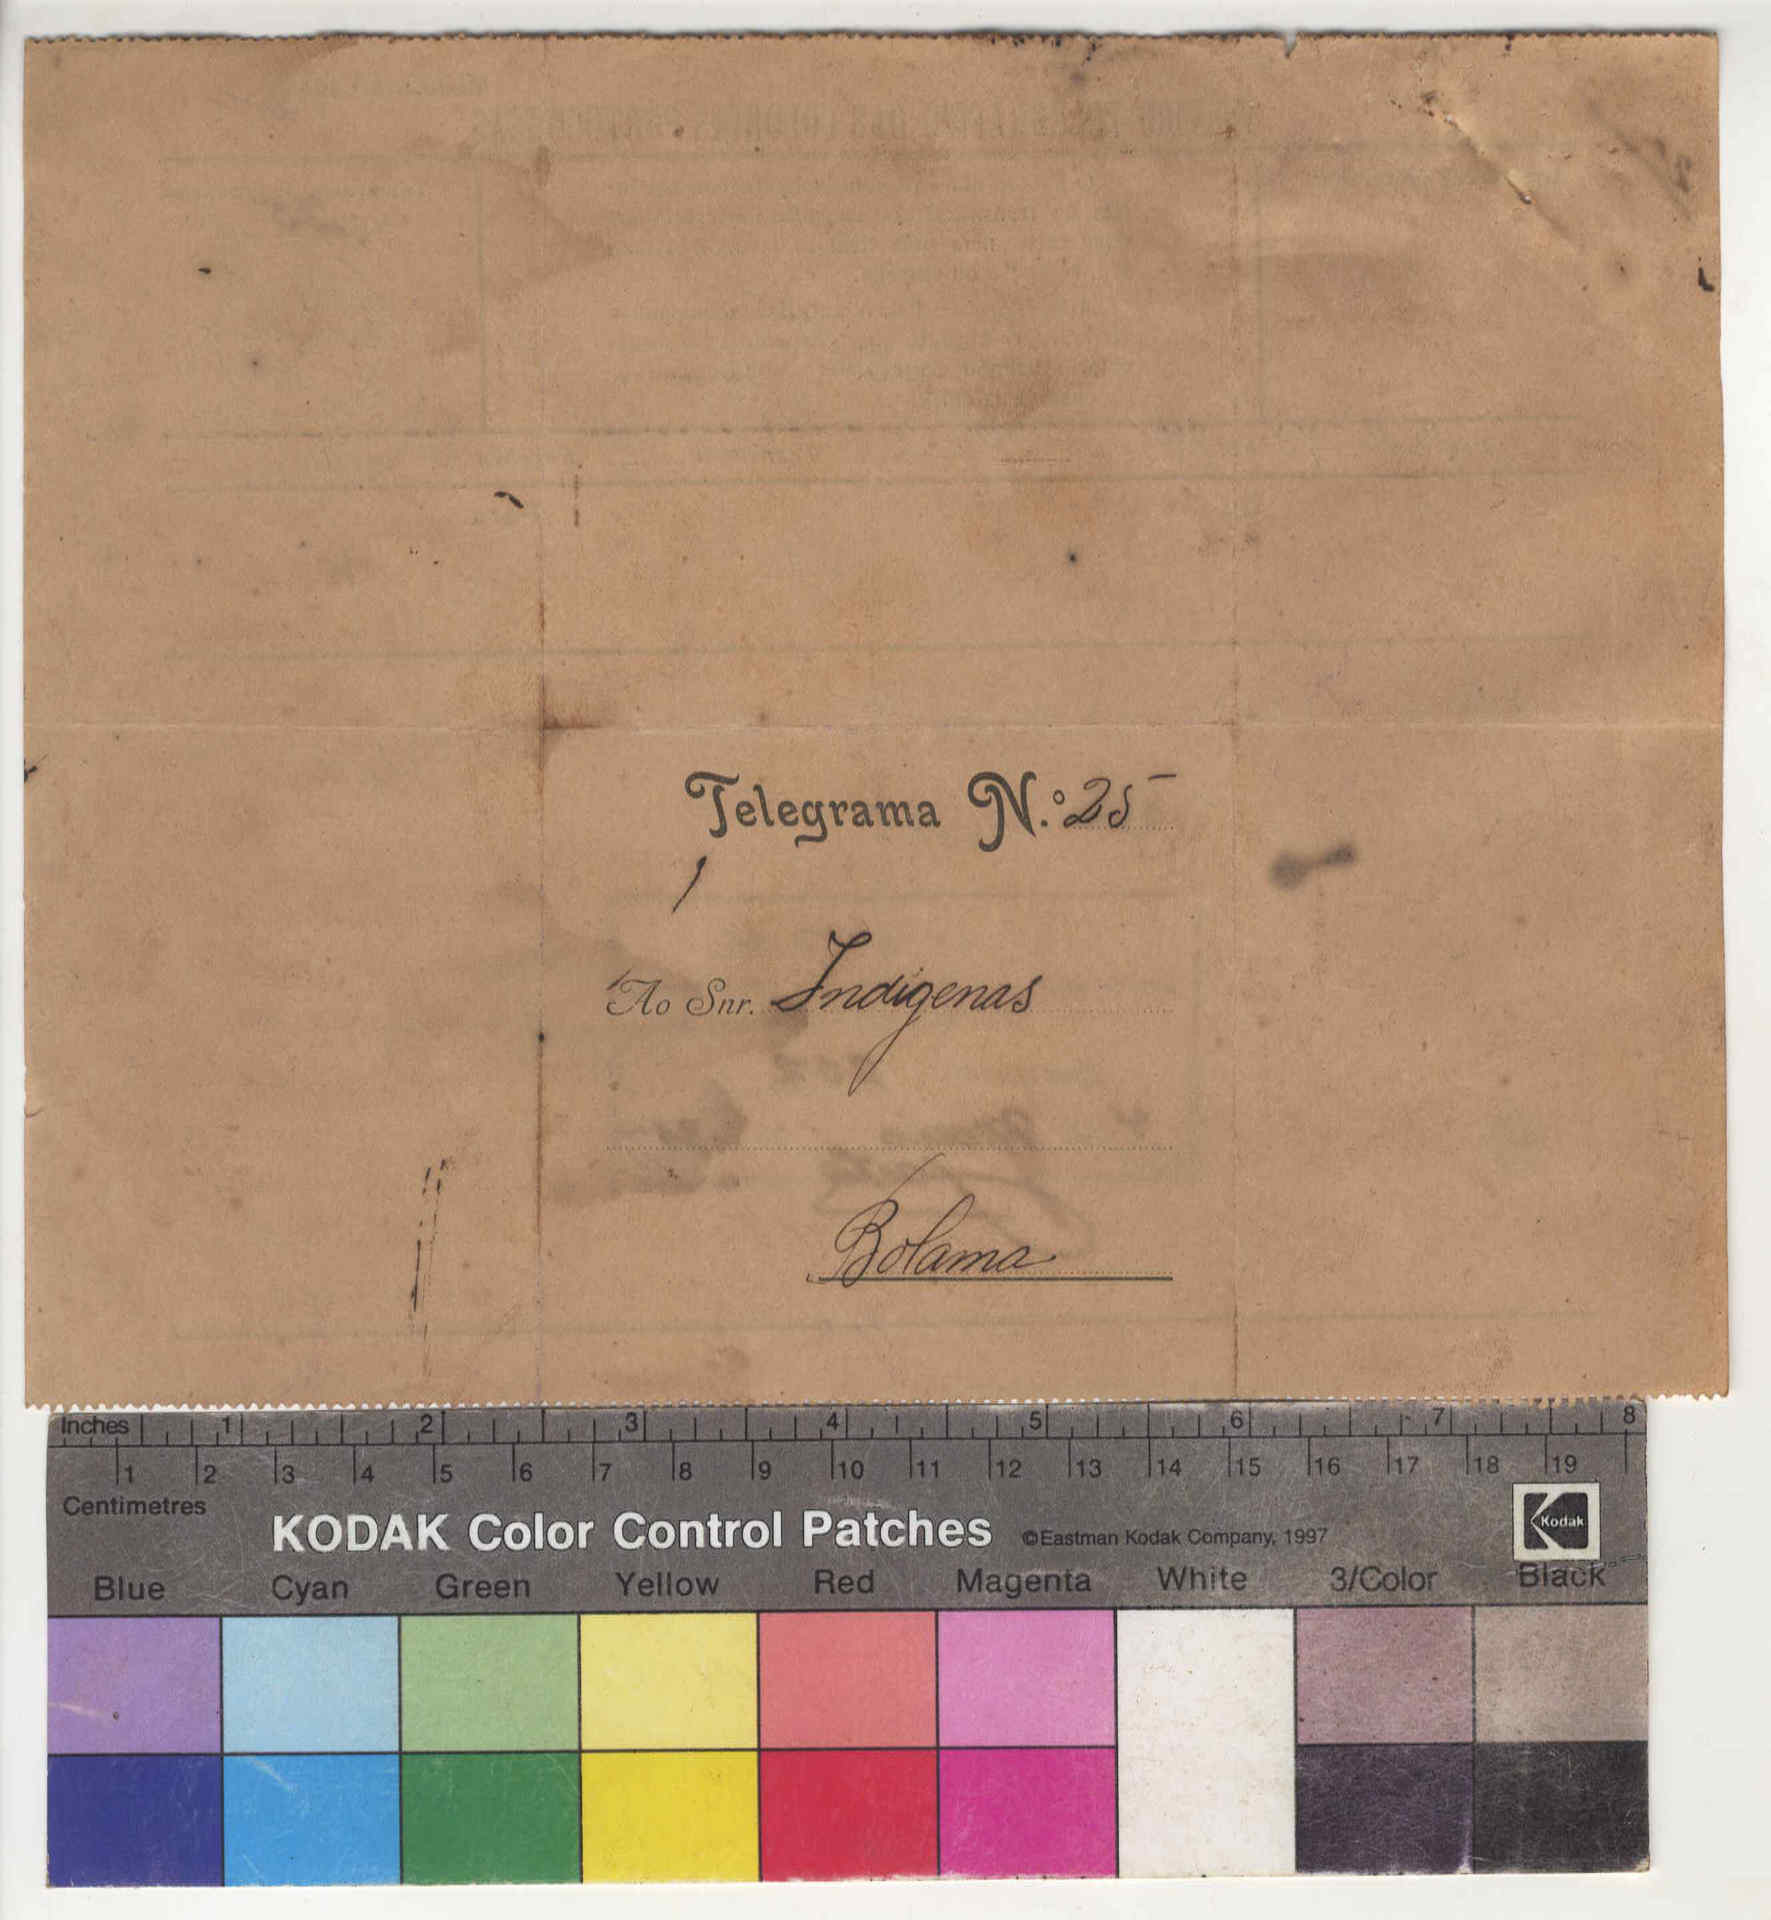 Telegrama N.º 25
Ao Snr. Indigenas
Bolama
Inches 1 2 3 4 5 6 7 8
1 2 3 4 5 6 7 8 9 10 11 12 13 14 15 16 17 18 19
Centimetres
KODAK Color Control Patches ©Eastman Kodak Company, 1997 Kodak
Blue Cyan Green Yellow Red Magenta White 3/Color Black